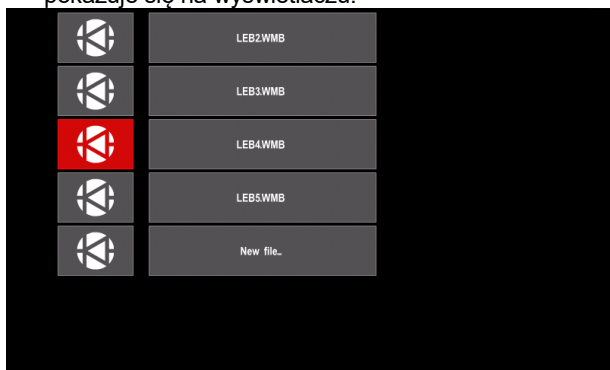 pokazuje się na wyświetlaczu.
LEB2.WMB
LEB3.WMB
LEB4.WMB
LEB5.WMB
New file..